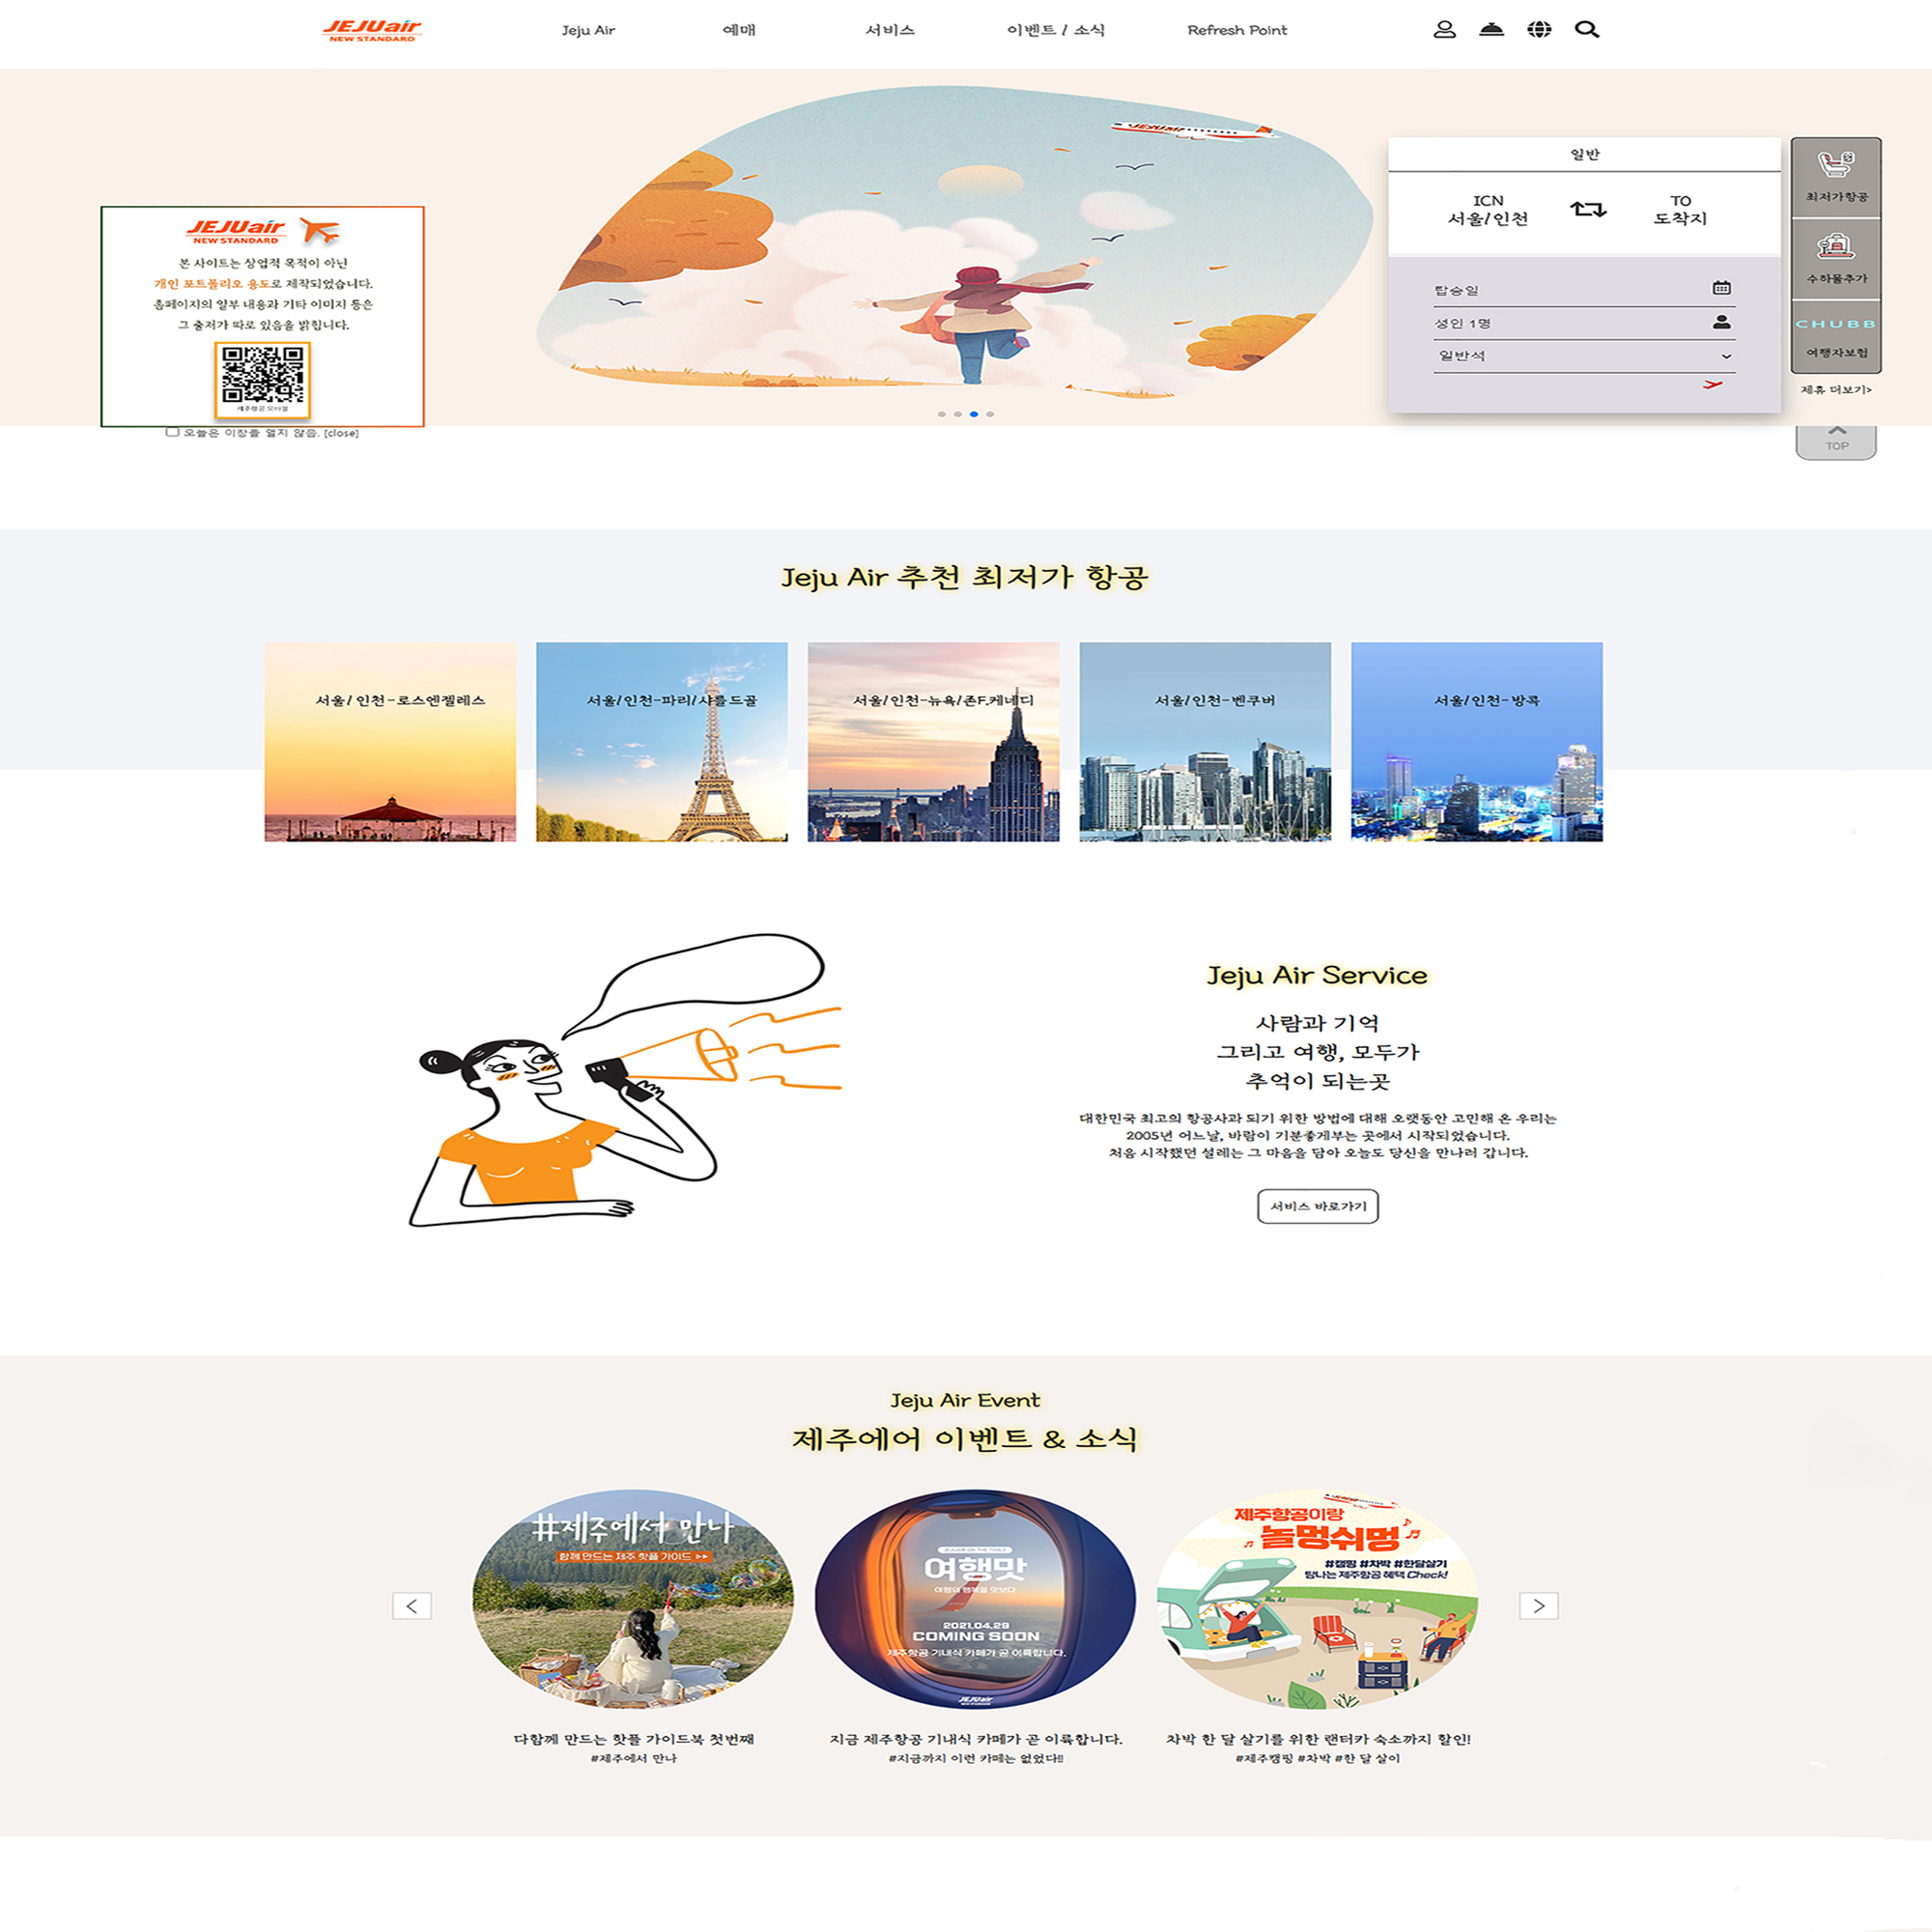 JEJUair
NEW STANDARD
Jeju Air
예매
서비스
이벤트 / 소식
Refresh Point
JEJUair
NEW STANDARD
본 사이트는 상업적 목적이 아닌
개인 포트폴리오 용도로 제작되었습니다.
홈페이지의 일부 내용과 기타 이미지 등은
그 출처가 따로 있음을 밝힙니다.
제주항공 모바일
오늘은 이창을 열지 않음. [close]
JEJUair
일반
ICN
서울/인천
TO
도착지
탑승일
성인 1명
일반석
최저가항공
수하물추가
CHUBB
여행자보험
제휴 더보기>
TOP
Jeju Air 추천 최저가 항공
서울/인천-로스엔젤레스
서울/인천-파리/샤를드골
서울/인천-뉴욕/존F.케네디
서울/인천-벤쿠버
서울/인천-방콕
Jeju Air Service
사람과 기억
그리고 여행, 모두가
추억이 되는곳
대한민국 최고의 항공사과 되기 위한 방법에 대해 오랫동안 고민해 온 우리는
2005년 어느날, 바람이 기분좋게부는 곳에서 시작되었습니다.
처음 시작했던 설레는 그 마음을 담아 오늘도 당신을 만나러 갑니다.
서비스 바로가기
Jeju Air Event
제주에어 이벤트 & 소식
#제주에서 만나
함께 만드는 제주 핫플 가이드 ▶▶
JEJUAIR ON THE TABLE
여행맛
여행의 행복을 맛보다
2021.04.29
COMING SOON
제주항공 기내식 카페가 곧 이륙합니다.
JEJUair
제주항공이랑
놀멍쉬멍
#캠핑 #차박 #한달살기
탐나는 제주항공 혜택 Check!
다함께 만드는 핫플 가이드북 첫번째
#제주에서 만나
지금 제주항공 기내식 카페가 곧 이륙합니다.
#지금까지 이런 카페는 없었다!!
차박 한 달 살기를 위한 랜터카 숙소까지 할인!
#제주캠핑 #차박 #한 달 살이